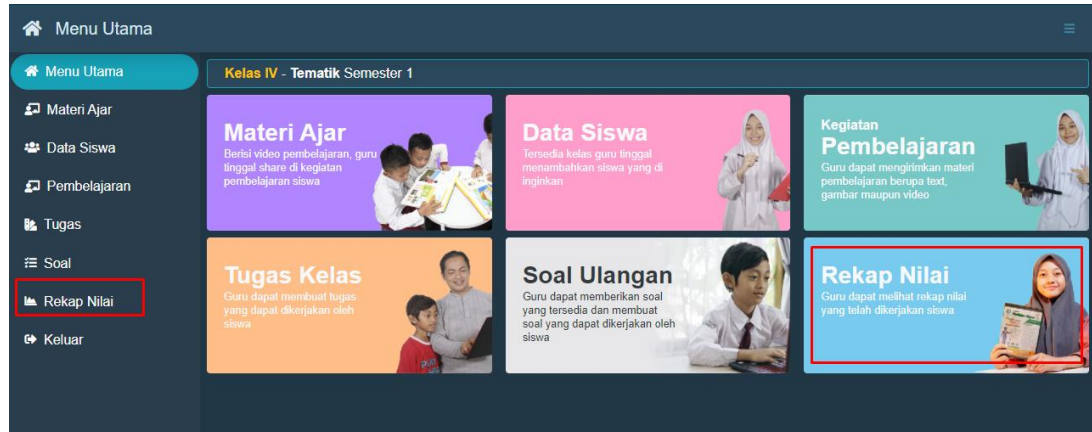 Menu Utama
Menu Utama
Materi Ajar
Data Siswa
Pembelajaran
Tugas
Soal
Rekap Nilai
Keluar
Kelas IV - Tematik Semester 1
Materi Ajar
Berisi video pembelajaran, guru
tinggal share di kegiatan
pembelajaran siswa
Data Siswa
Tersedia kelas guru tinggal
menambahkan siswa yang di
inginkan
Kegiatan
Pembelajaran
Guru dapat mengirimkan materi
pembelajaran berupa text,
gambar maupun video
Tugas Kelas
Guru dapat membuat tugas
yang dapat dikerjakan oleh
siswa
Soal Ulangan
Guru dapat memberikan soal
yang tersedia dan membuat
soal yang dapat dikerjakan oleh
siswa
Rekap Nilai
Guru dapat melihat rekap nilai
yang telah dikerjakan siswa